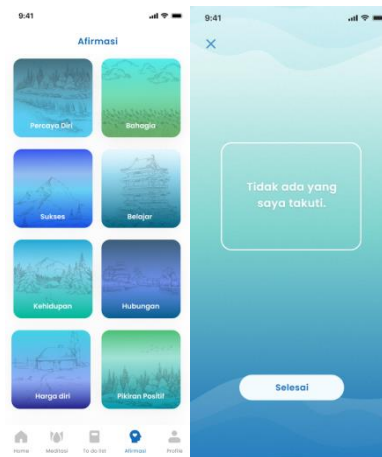 9:41
Afirmasi
Percaya Diri
Bahagia
Sukses
Belajar
Kehidupan
Hubungan
Harga diri
Pikiran Positif
Home
Meditasi
To do list
Afirmasi
Profile
9:41
Tidak ada yang
saya takuti.
Selesai